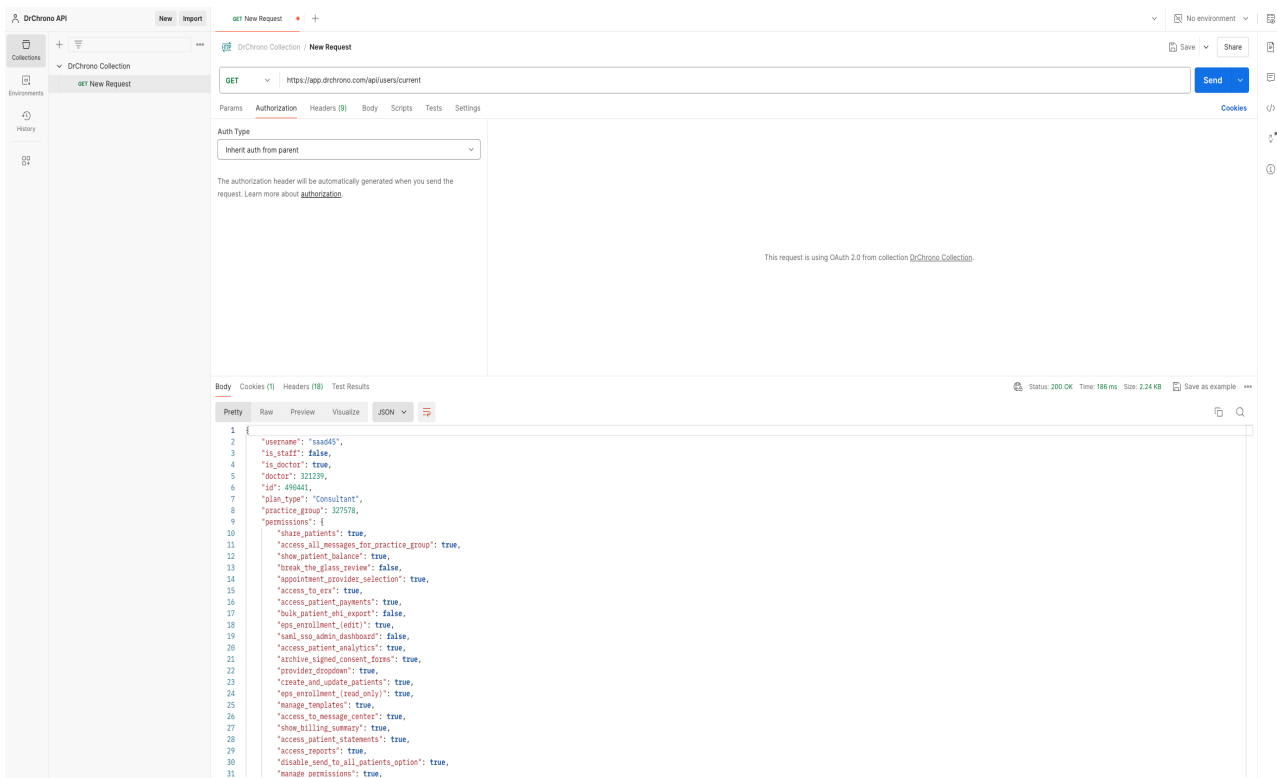 DrChrono API
New Import
GET New Request
No environment
Collections
Environments
History
DrChrono Collection
GET New Request
DrChrono Collection / New Request
Save
Share
GET
https://app.drchrono.com/api/users/current
Send
Params Authorization Headers (9) Body Scripts Tests Settings
Cookies
Auth Type
Inherit auth from parent
The authorization header will be automatically generated when you send the
request. Learn more about authorization.
This request is using OAuth 2.0 from collection DrChrono Collection.
Body Cookies (1) Headers (18) Test Results
Status: 200 OK Time: 186 ms Size: 2.24 KB Save as example
Pretty Raw Preview Visualize JSON
1 {
2 "username": "saad45",
3 "is_staff": false,
4 "is_doctor": true,
5 "doctor": 321239,
6 "id": 490441,
7 "plan_type": "Consultant",
8 "practice_group": 327578,
9 "permissions": {
10 "share_patients": true,
11 "access_all_messages_for_practice_group": true,
12 "show_patient_balance": true,
13 "break_the_glass_review": false,
14 "appointment_provider_selection": true,
15 "access_to_erx": true,
16 "access_patient_payments": true,
17 "bulk_patient_ehi_export": false,
18 "eps_enrollment_(edit)": true,
19 "saml_sso_admin_dashboard": false,
20 "access_patient_analytics": true,
21 "archive_signed_consent_forms": true,
22 "provider_dropdown": true,
23 "create_and_update_patients": true,
24 "eps_enrollment_(read_only)": true,
25 "manage_templates": true,
26 "access_to_message_center": true,
27 "show_billing_summary": true,
28 "access_patient_statements": true,
29 "access_reports": true,
30 "disable_send_to_all_patients_option": true,
31 "manage_permissions": true,